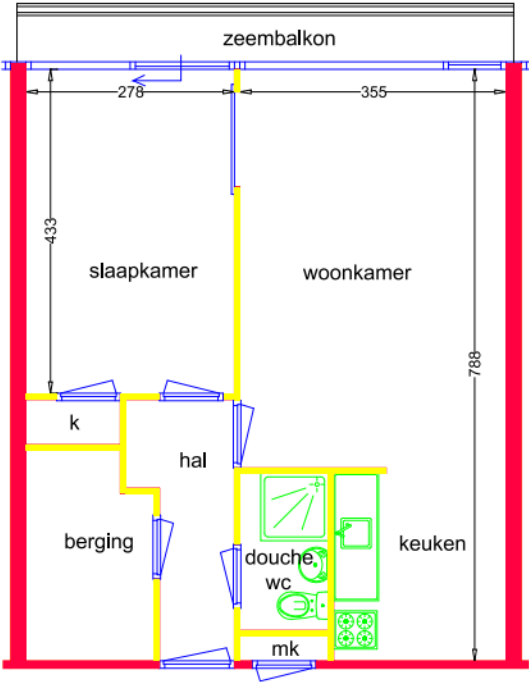 zeembalkon
278
355
433
slaapkamer
woonkamer
788
k
hal
berging
douche
wc
keuken
mk